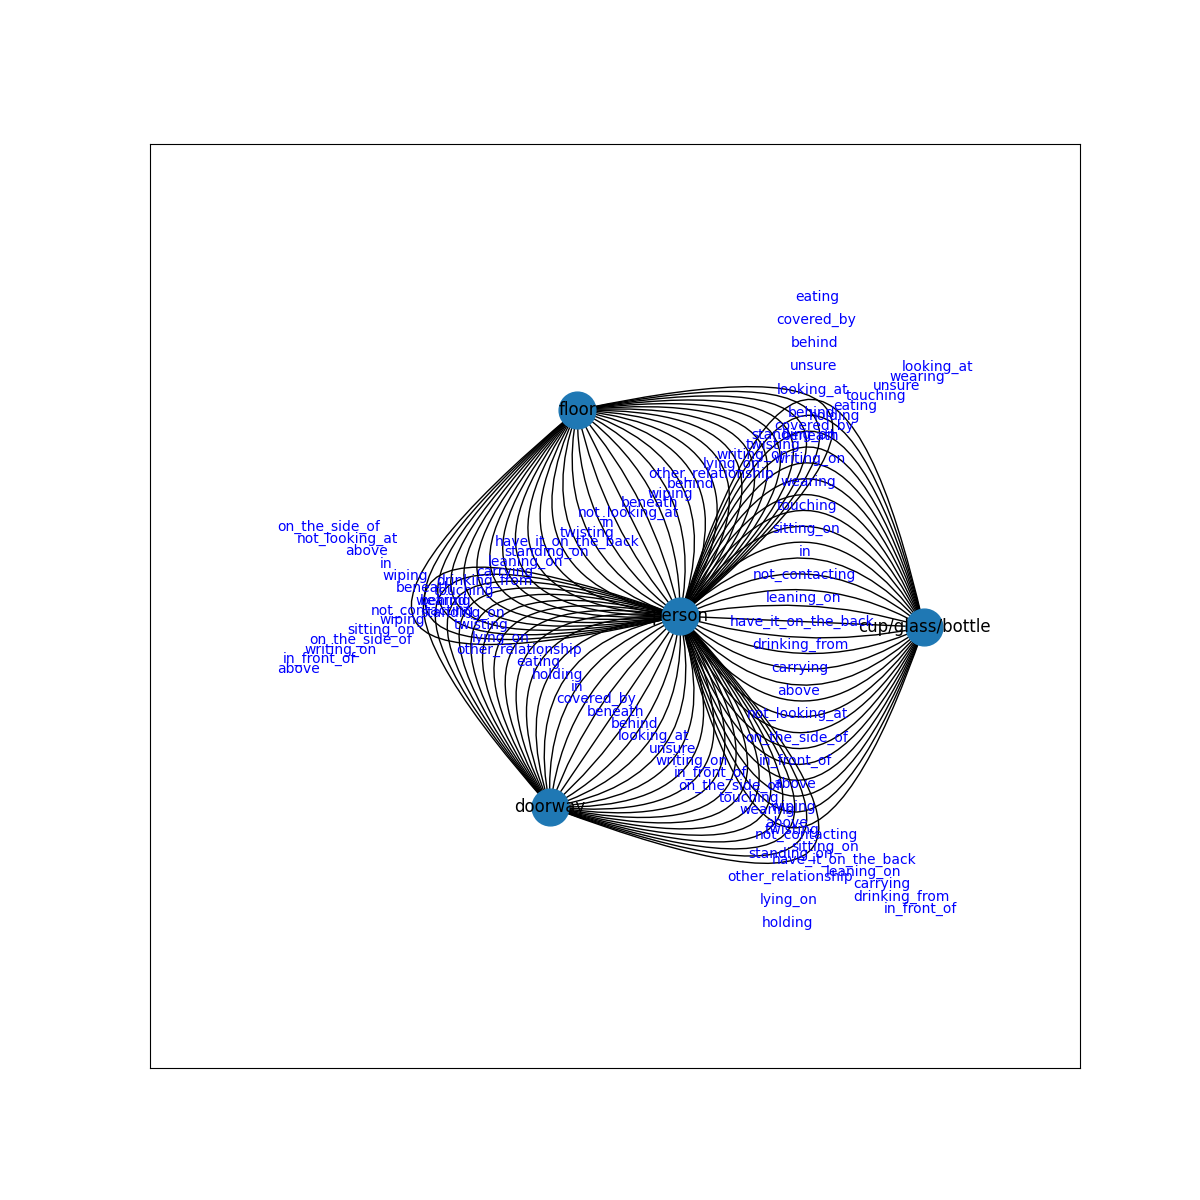 eating
covered_by
behind
unsure
looking_at
wearing
unsure
looking_at
touching
eating
floor
behind
holding
covered_by
standing_on
beneath
twisting
writing_on
writing_on
lying_on
other_relationship
wearing
behind
wiping
beneath
touching
not_looking_at
in
on_the_side_of
sitting_on
twisting
not_looking_at
have_it_on_the_back
above
standing_on
in
in
leaning_on
carrying
wiping
not_contacting
drinking_from
beneath
touching
leaning_on
wearing
not_contacting
standing_on
person
wiping
have_it_on_the_back
twisting
cup/glass/bottle
sitting_on
lying_on
on_the_side_of
drinking_from
writing_on
other_relationship
in_front_of
eating
above
carrying
holding
in
above
covered_by
beneath
not_looking_at
behind
looking_at
on_the_side_of
unsure
writing_on
in_front_of
in_front_of
on_the_side_of
above
touching
doorway
wiping
wearing
above
twisting
not_contacting
sitting_on
standing_on
have_it_on_the_back
leaning_on
other_relationship
carrying
drinking_from
lying_on
in_front_of
holding